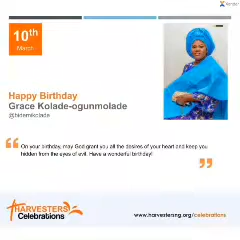 Xender
10th
March
Happy Birthday
Grace Kolade-ogunmolade
“ On your birthday, may God grant you all the desires of your heart and keep you
hidden from the eyes of evil. Have a wonderful birthday!
”
HARVESTERS
Celebrations
www.harvestersng.org/celebrations